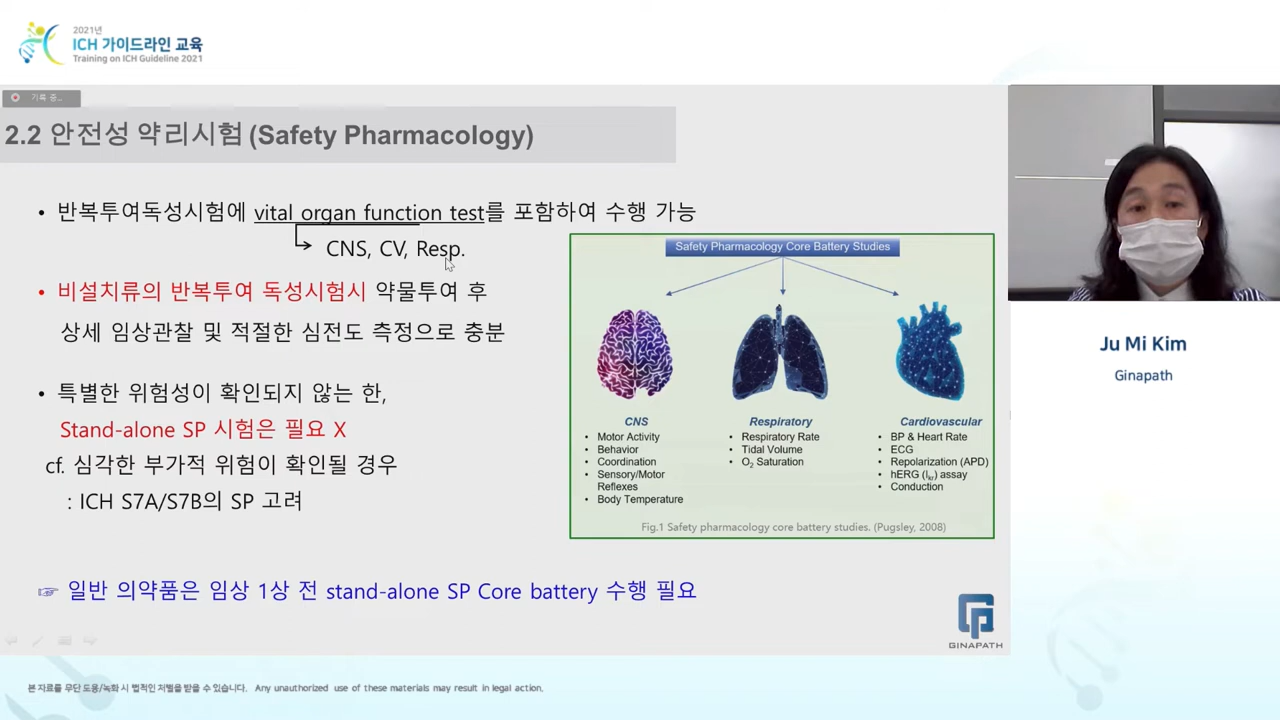 2021년
ICH 가이드라인 교육
Training on ICH Guideline 2021
기록 중...
2.2 안전성 약리시험 (Safety Pharmacology)
• 반복투여독성시험에 vital organ function test를 포함하여 수행 가능
CNS, CV, Resp.
• 비설치류의 반복투여 독성시험시 약물투여 후
상세 임상관찰 및 적절한 심전도 측정으로 충분
• 특별한 위험성이 확인되지 않는 한,
Stand-alone SP 시험은 필요 X
cf. 심각한 부가적 위험이 확인될 경우
: ICH S7A/S7B의 SP 고려
☞ 일반 의약품은 임상 1상 전 stand-alone SP Core battery 수행 필요
Safety Pharmacology Core Battery Studies
CNS
• Motor Activity
• Behavior
• Coordination
• Sensory/Motor
Reflexes
• Body Temperature
Respiratory
• Respiratory Rate
• Tidal Volume
• O₂ Saturation
Cardiovascular
• BP & Heart Rate
• ECG
• Repolarization (APD)
• hERG (Iₖᵣ) assay
• Conduction
Fig.1 Safety pharmacology core battery studies. (Pugsley, 2008)
GINAPATH
Ju Mi Kim
Ginapath
본 자료를 무단 도용/녹화 시 법적인 처벌을 받을 수 있습니다. Any unauthorized use of these materials may result in legal action.